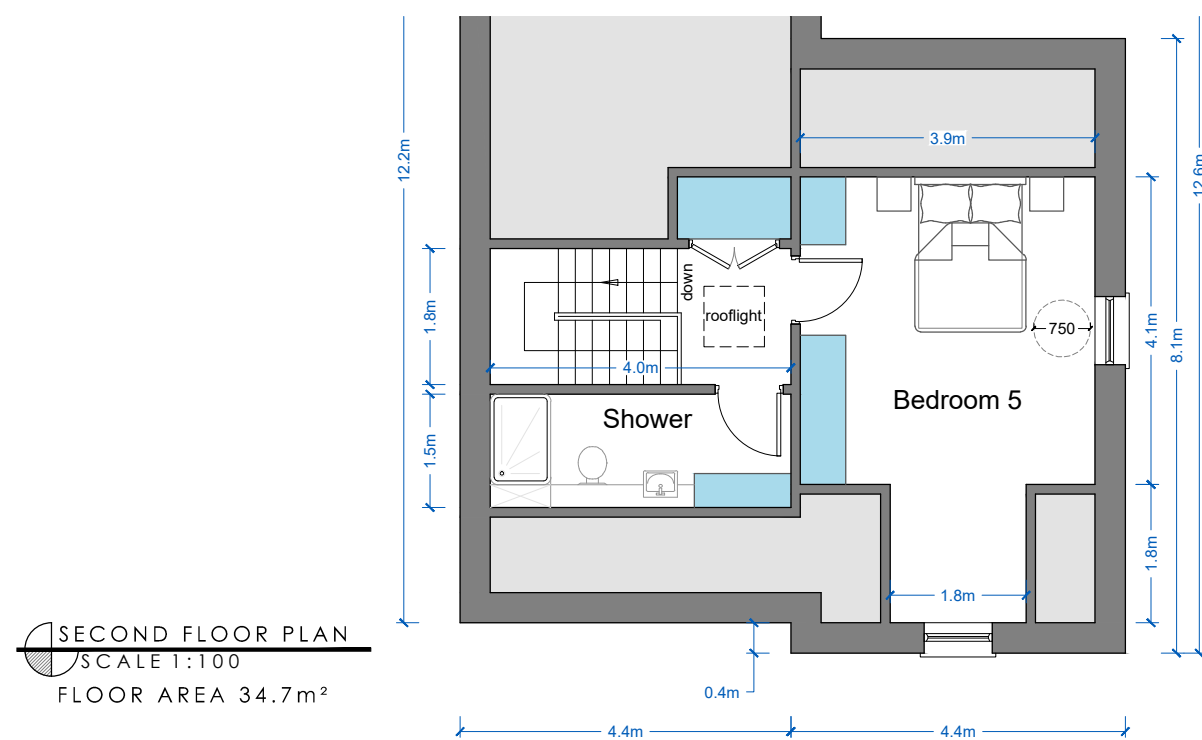 12.2m
12.6m
3.9m
down
rooflight
1.8m
4.0m
750
4.1m
8.1m
Shower
Bedroom 5
1.5m
1.8m
1.8m
SECOND FLOOR PLAN
SCALE 1:100
FLOOR AREA 34.7m²
0.4m
4.4m
4.4m